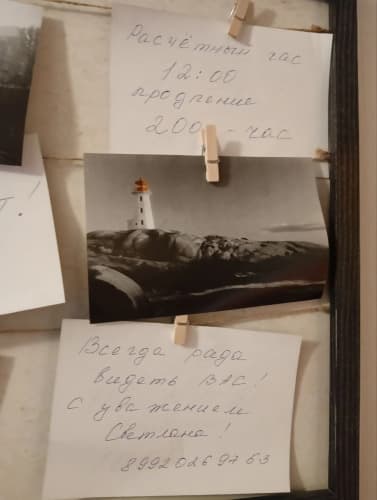 Расчётный час
12:00
продление
200 - час
т!
Всегда рада
видеть ВАС!
С уважением
Светлана!
89920269763